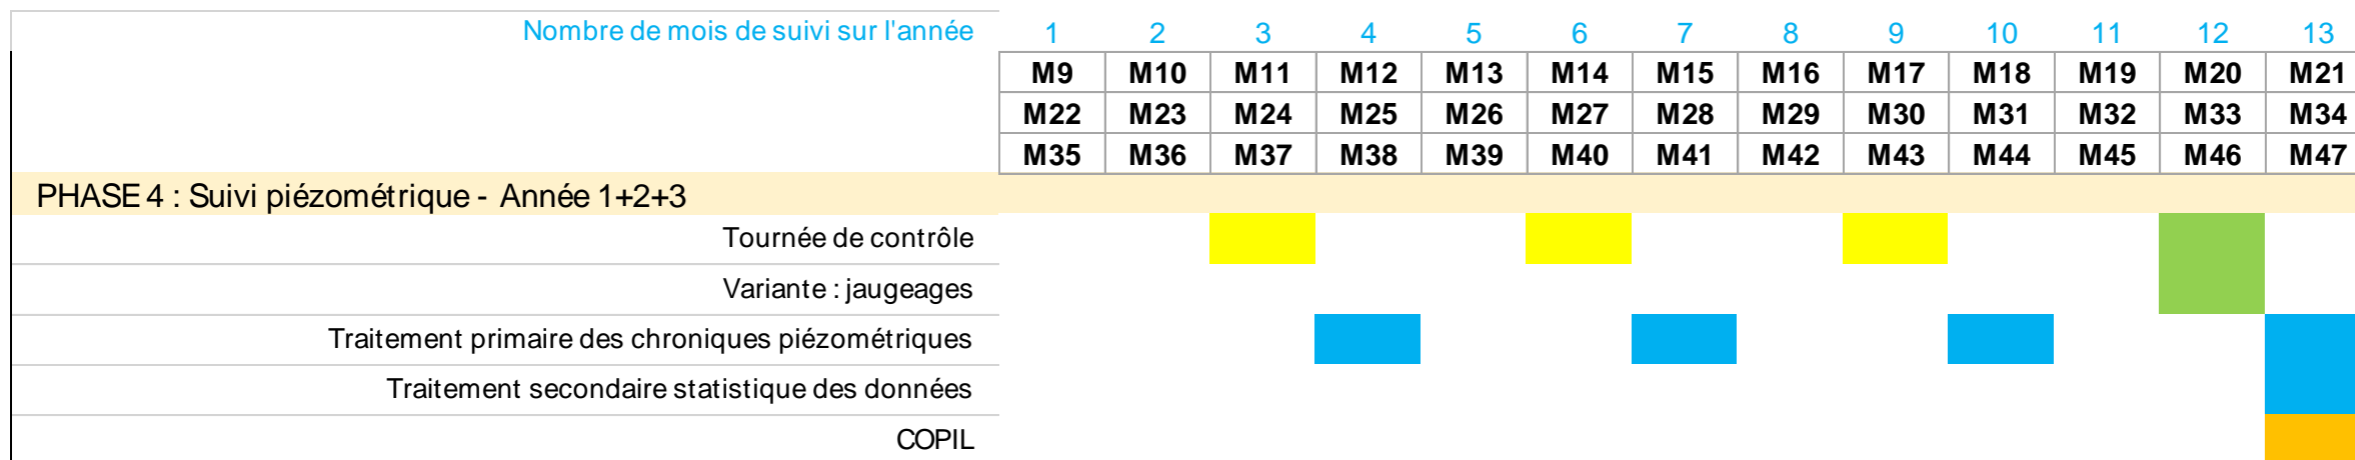 Nombre de mois de suivi sur l'année 1 2 3 4 5 6 7 8 9 10 11 12 13
M9 M10 M11 M12 M13 M14 M15 M16 M17 M18 M19 M20 M21
M22 M23 M24 M25 M26 M27 M28 M29 M30 M31 M32 M33 M34
M35 M36 M37 M38 M39 M40 M41 M42 M43 M44 M45 M46 M47
PHASE 4 : Suivi piézométrique - Année 1+2+3
Tournée de contrôle
Variante : jaugeages
Traitement primaire des chroniques piézométriques
Traitement secondaire statistique des données
COPIL